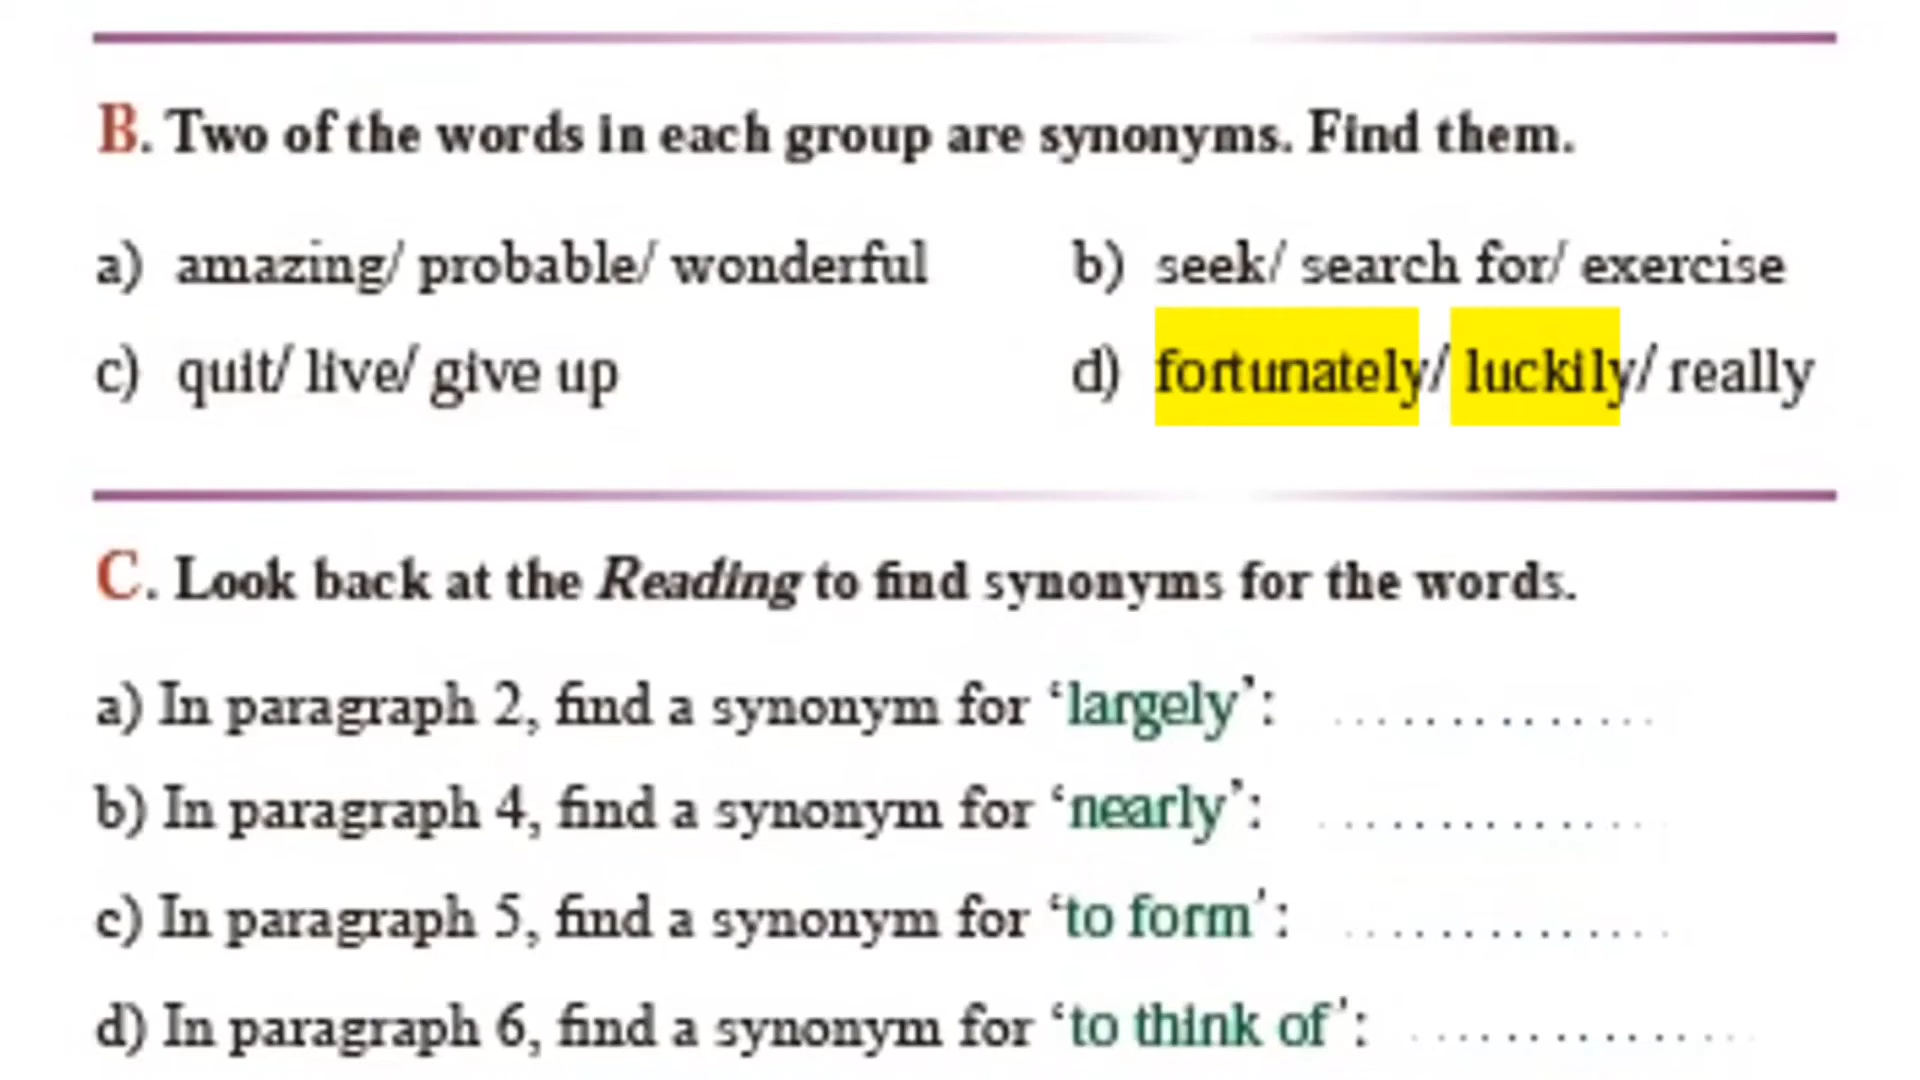 B. Two of the words in each group are synonyms. Find them.
a) amazing/ probable/ wonderful b) seek/ search for/ exercise
c) quit/ live/ give up d) fortunately/ luckily/ really
C. Look back at the Reading to find synonyms for the words.
a) In paragraph 2, find a synonym for ‘largely’: ..............
b) In paragraph 4, find a synonym for ‘nearly’: ..............
c) In paragraph 5, find a synonym for ‘to form’: ..............
d) In paragraph 6, find a synonym for ‘to think of’: ..............